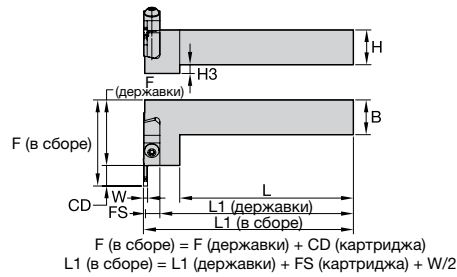 H
H3
F
(державки)
B
F (в сборе)
W
L
CD
FS
L1 (державки)
L1 (в сборе)
F (в сборе) = F (державки) + CD (картриджа)
L1 (в сборе) = L1 (державки) + FS (картриджа) + W/2